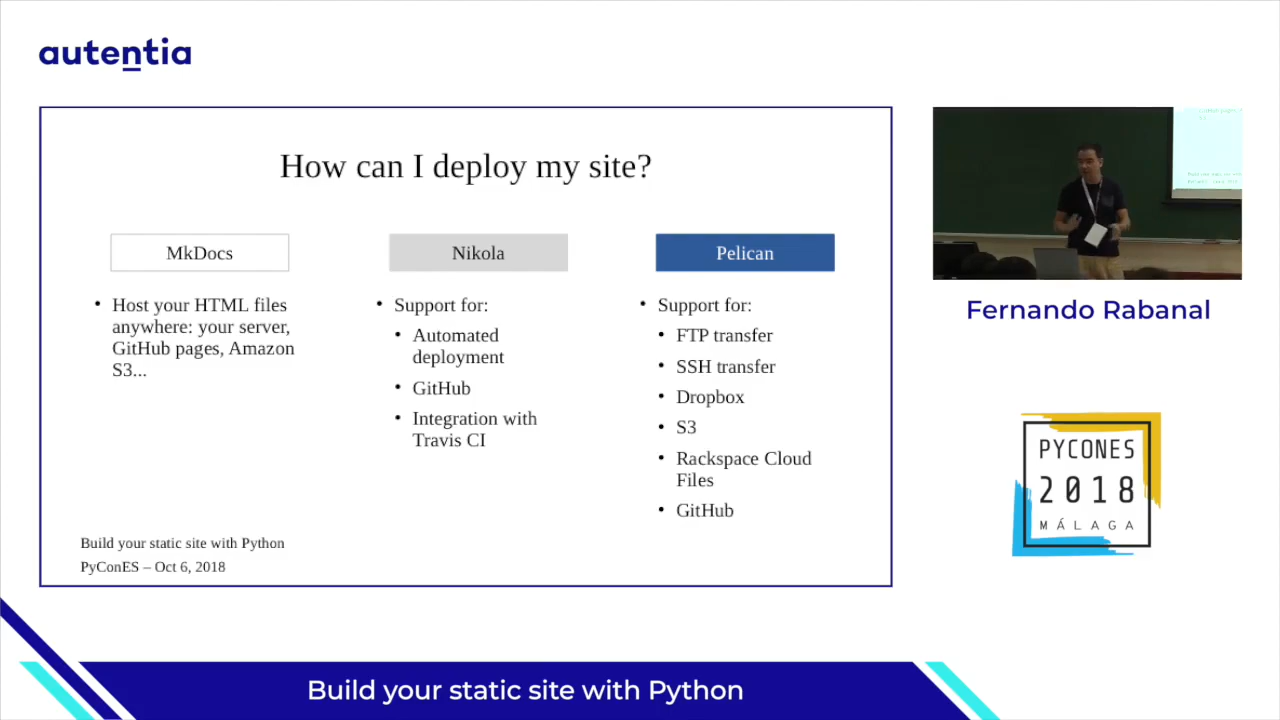 autentia
How can I deploy my site?
MkDocs
Host your HTML files
anywhere: your server,
GitHub pages, Amazon
S3...
Nikola
Support for:
Automated
deployment
GitHub
Integration with
Travis CI
Pelican
Support for:
FTP transfer
SSH transfer
Dropbox
S3
Rackspace Cloud
Files
GitHub
Build your static site with Python
PyConES – Oct 6, 2018
Fernando Rabanal
PYCONES
2018
MÁLAGA
Build your static site with Python